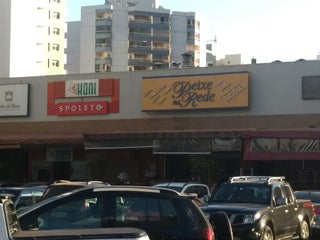 KONI
SPOLETO
Peixe
na Rede